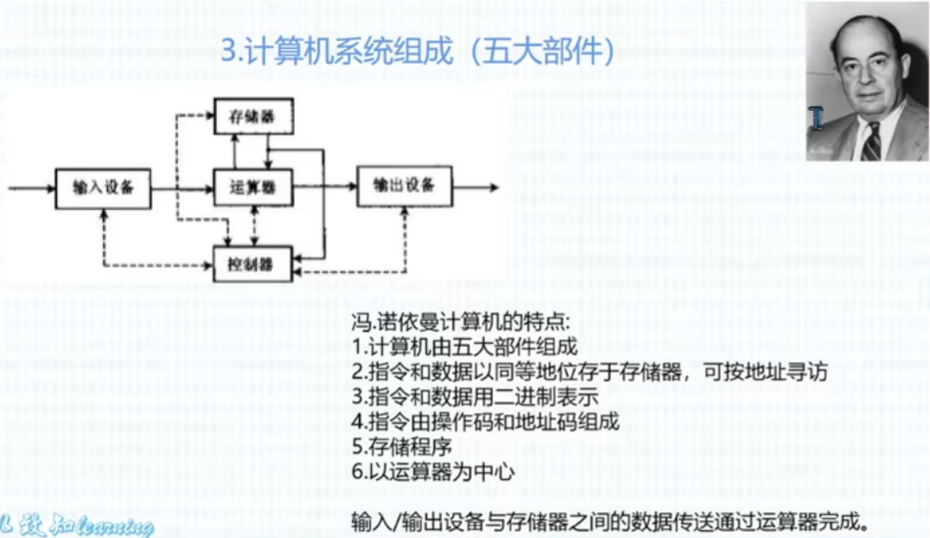 3.计算机系统组成（五大部件）
存储器
输入设备
运算器
输出设备
控制器
冯.诺依曼计算机的特点:
1.计算机由五大部件组成
2.指令和数据以同等地位存于存储器，可按地址寻访
3.指令和数据用二进制表示
4.指令由操作码和地址码组成
5.存储程序
6.以运算器为中心
输入/输出设备与存储器之间的数据传送通过运算器完成。
致知learning